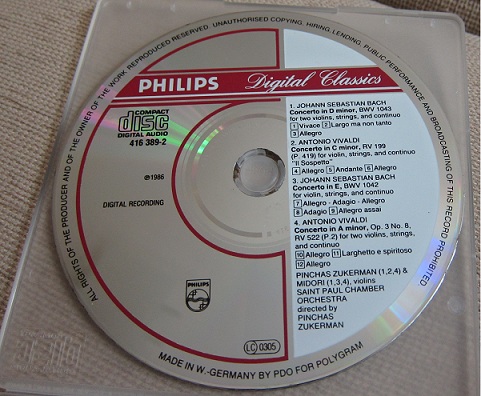 ALL RIGHTS OF THE PRODUCER AND OF THE OWNER OF THE WORK REPRODUCED RESERVED. UNAUTHORISED COPYING, HIRING, LENDING, PUBLIC PERFORMANCE AND BROADCASTING OF THIS RECORD PROHIBITED
PHILIPS Digital Classics
COMPACT
disc
DIGITAL AUDIO
416 389-2
℗1986
DIGITAL RECORDING
PHILIPS
1. JOHANN SEBASTIAN BACH
Concerto in D minor, BWV 1043
for two violins, strings, and continuo
1 Vivace 2 Largo ma non tanto
3 Allegro
2. ANTONIO VIVALDI
Concerto in C minor, RV 199
(P. 419) for violin, strings, and continuo
"Il Sospetto"
4 Allegro 5 Andante 6 Allegro
3. JOHANN SEBASTIAN BACH
Concerto in E, BWV 1042
for violin, strings, and continuo
7 Allegro - Adagio - Allegro
8 Adagio 9 Allegro assai
4. ANTONIO VIVALDI
Concerto in A minor, Op. 3 No. 8,
RV 522 (P. 2) for two violins, strings,
and continuo
10 Allegro 11 Larghetto e spiritoso
12 Allegro
PINCHAS ZUKERMAN (1,2,4) &
MIDORI (1,3,4), violins
SAINT PAUL CHAMBER
ORCHESTRA
directed by
PINCHAS
ZUKERMAN
LC 0305
MADE IN W.-GERMANY BY PDO FOR POLYGRAM